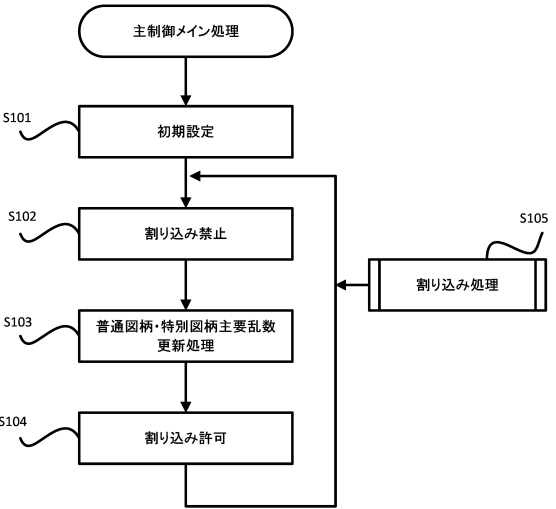 主制御メイン処理
S101
初期設定
S102
割り込み禁止
S105
割り込み処理
S103
普通図柄・特別図柄主要乱数
更新処理
S104
割り込み許可